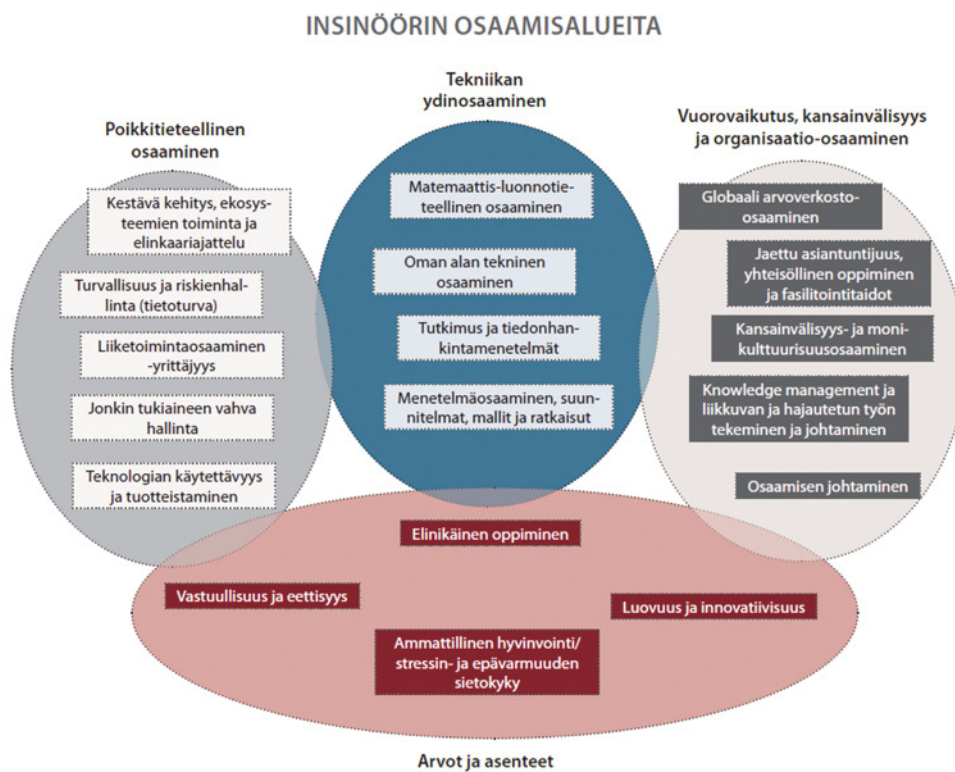 INSINÖÖRIN OSAAMISALUEITA
Tekniikan
ydinosaaminen
Poikkitieteellinen
osaaminen
Vuorovaikutus, kansainvälisyys
ja organisaatio-osaaminen
Kestävä kehitys, ekosys-
teemien toiminta ja
elinkaariajattelu
Turvallisuus ja riskienhal-
linta (tietoturva)
Liiketoimintaosaaminen
-yrittäjyys
Jonkin tukiaineen vahva
hallinta
Teknologian käytettävyys
ja tuotteistaminen
Matemaattis-luonnotie-
teellinen osaaminen
Oman alan tekninen
osaaminen
Tutkimus ja tiedonhan-
kintamenetelmät
Menetelmäosaaminen, suun-
nitelmat, mallit ja ratkaisut
Globaali arvoverkosto-
osaaminen
Jaettu asiantuntijuus,
yhteisöllinen oppiminen
ja fasilitointitaidot
Kansainvälisyys- ja moni-
kulttuurisuusosaaminen
Knowledge management ja
liikkuvan ja hajautetun työn
tekeminen ja johtaminen
Osaamisen johtaminen
Elinikäinen oppiminen
Vastuullisuus ja eettisyys
Luovuus ja innovatiivisuus
Ammattillinen hyvinvointi/
stressin- ja epävarmuuden
sietokyky
Arvot ja asenteet